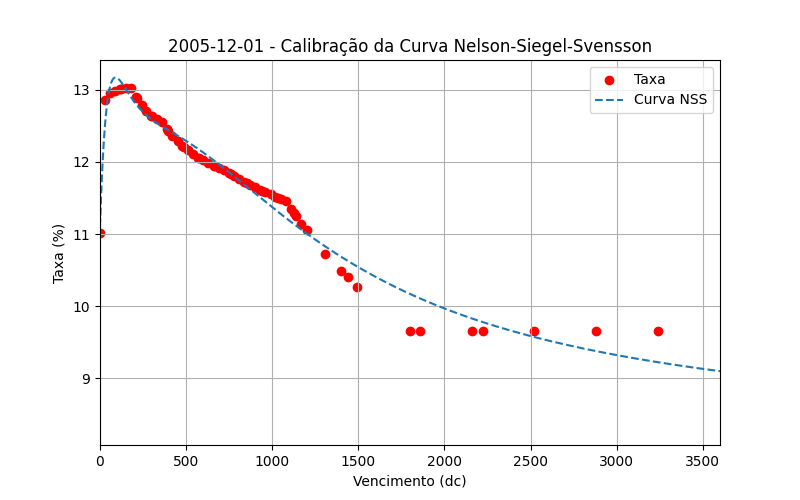 2005-12-01 - Calibração da Curva Nelson-Siegel-Svensson
Taxa
Curva NSS
Taxa (%)
13
12
11
10
9
0 500 1000 1500 2000 2500 3000 3500
Vencimento (dc)